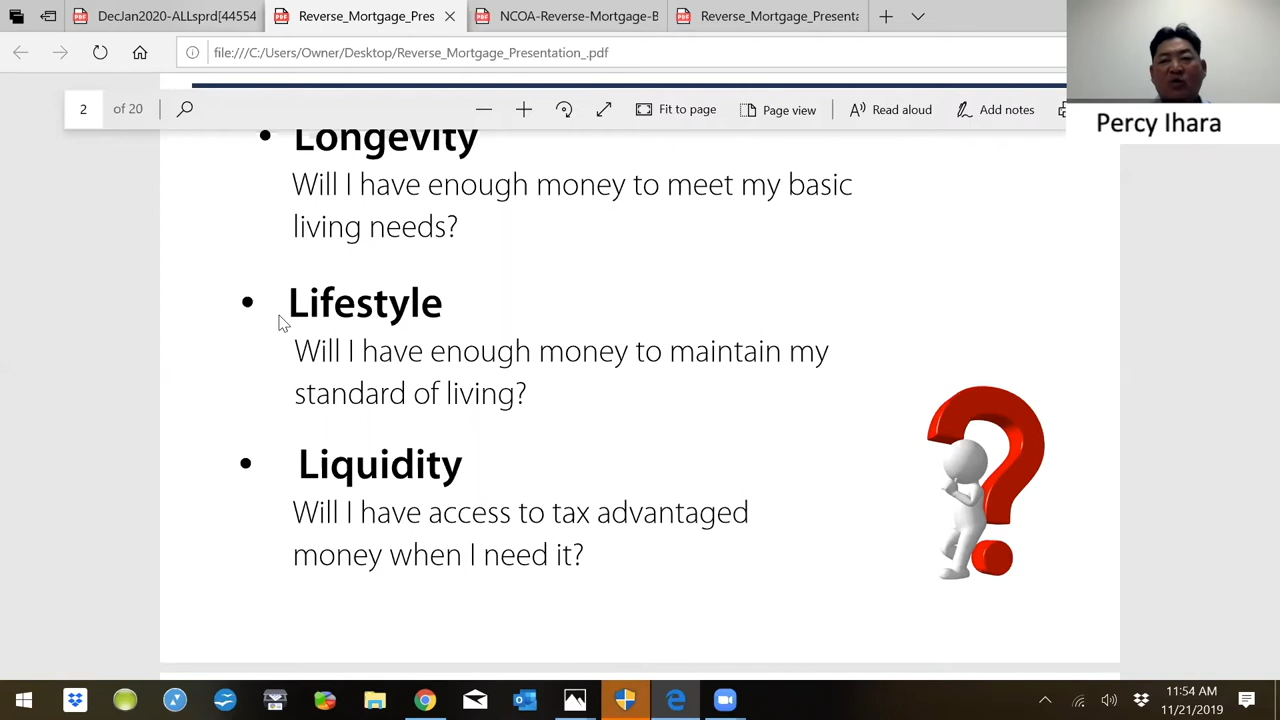 DecJan2020-ALLsprd[44554
Reverse_Mortgage_Pres
NCOA-Reverse-Mortgage-B
Reverse_Mortgage_Presenta
file:///C:/Users/Owner/Desktop/Reverse_Mortgage_Presentation_.pdf
2 of 20
Fit to page
Page view
Read aloud
Add notes
Percy Ihara
• Longevity
Will I have enough money to meet my basic
living needs?
• Lifestyle
Will I have enough money to maintain my
standard of living?
• Liquidity
Will I have access to tax advantaged
money when I need it?
11:54 AM
11/21/2019